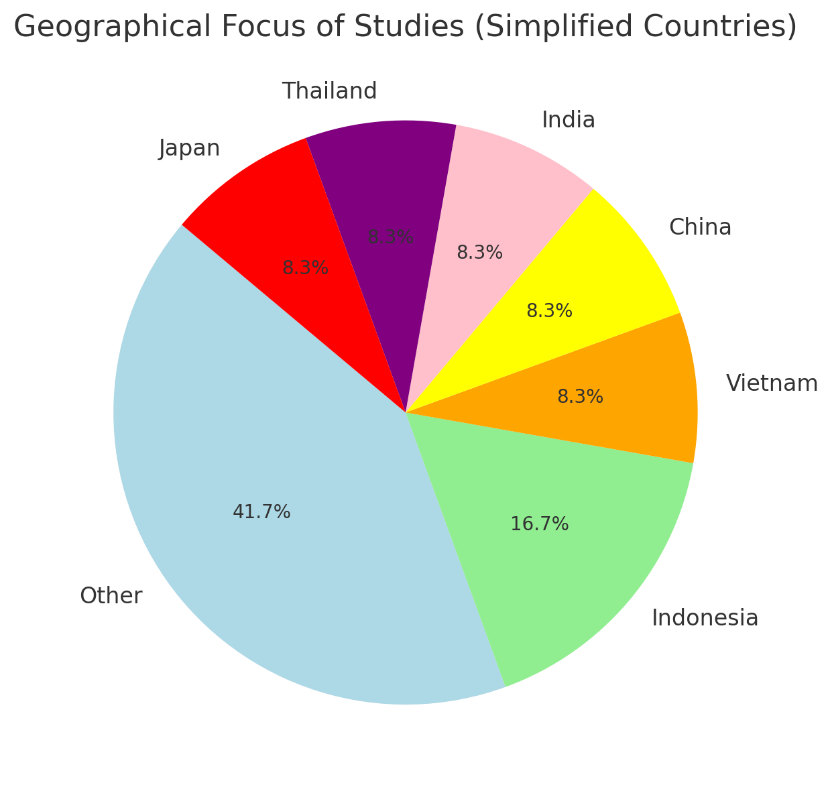 Geographical Focus of Studies (Simplified Countries)
Thailand
India
Japan
China
8.3%
8.3%
8.3%
8.3%
Vietnam
8.3%
41.7%
16.7%
Other
Indonesia